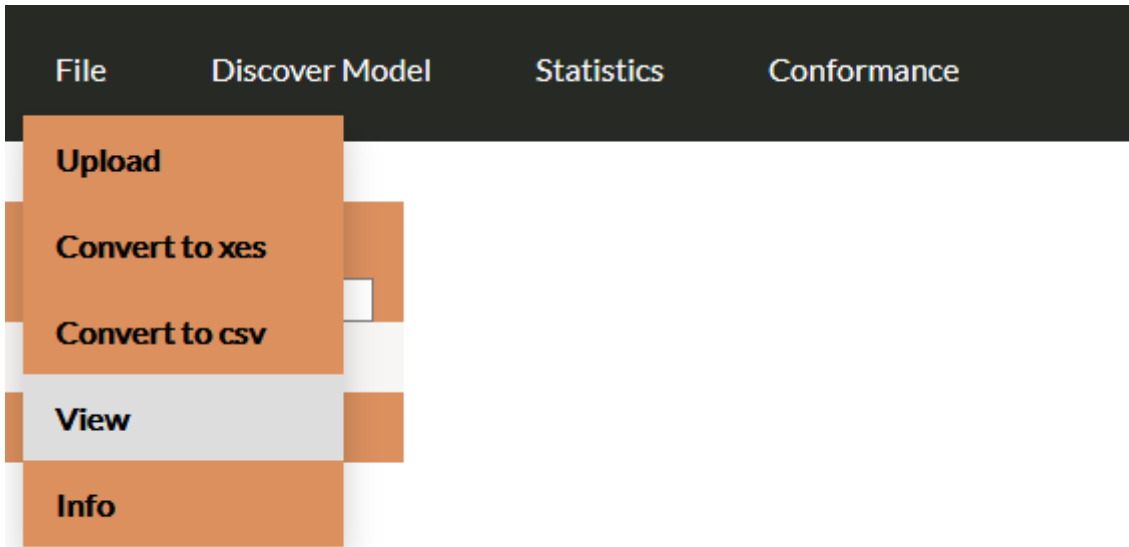 File Discover Model Statistics Conformance
Upload
Convert to xes
Convert to csv
View
Info